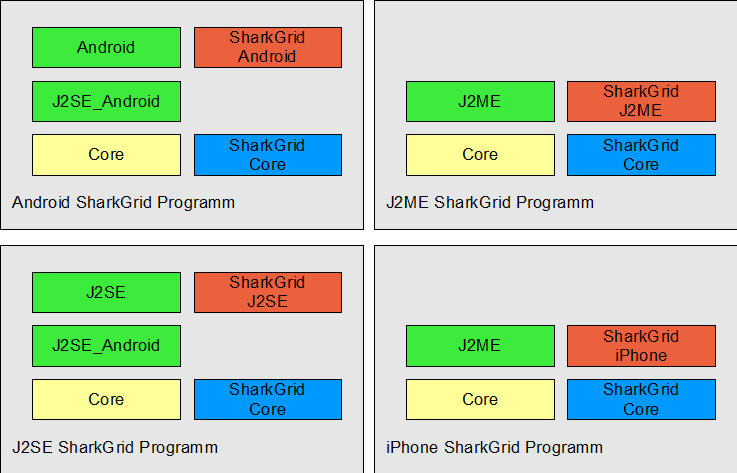 Android
SharkGrid
Android
J2SE_Android
Core
SharkGrid
Core
Android SharkGrid Programm
J2ME
SharkGrid
J2ME
Core
SharkGrid
Core
J2ME SharkGrid Programm
J2SE
SharkGrid
J2SE
J2SE_Android
Core
SharkGrid
Core
J2SE SharkGrid Programm
J2ME
SharkGrid
iPhone
Core
SharkGrid
Core
iPhone SharkGrid Programm